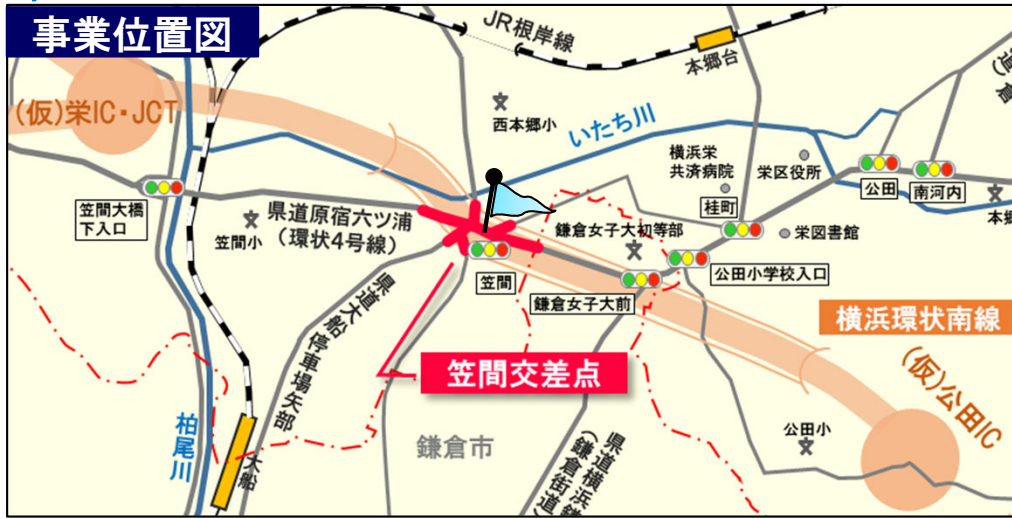 事業位置図
JR根岸線
本郷台
(仮)栄IC・JCT
西本郷小
いたち川
横浜栄
共済病院
栄区役所
公田
南河内
桂町
笠間大橋
下入口
笠間小
県道原宿六ツ浦
(環状4号線)
鎌倉女子大初等部
栄図書館
笠間
公田小学校入口
鎌倉女子大前
横浜環状南線
県道大船停車場矢部
笠間交差点
(仮)公田IC
柏尾川
大船
鎌倉市
公田小
県道横浜鎌
(鎌倉街道)